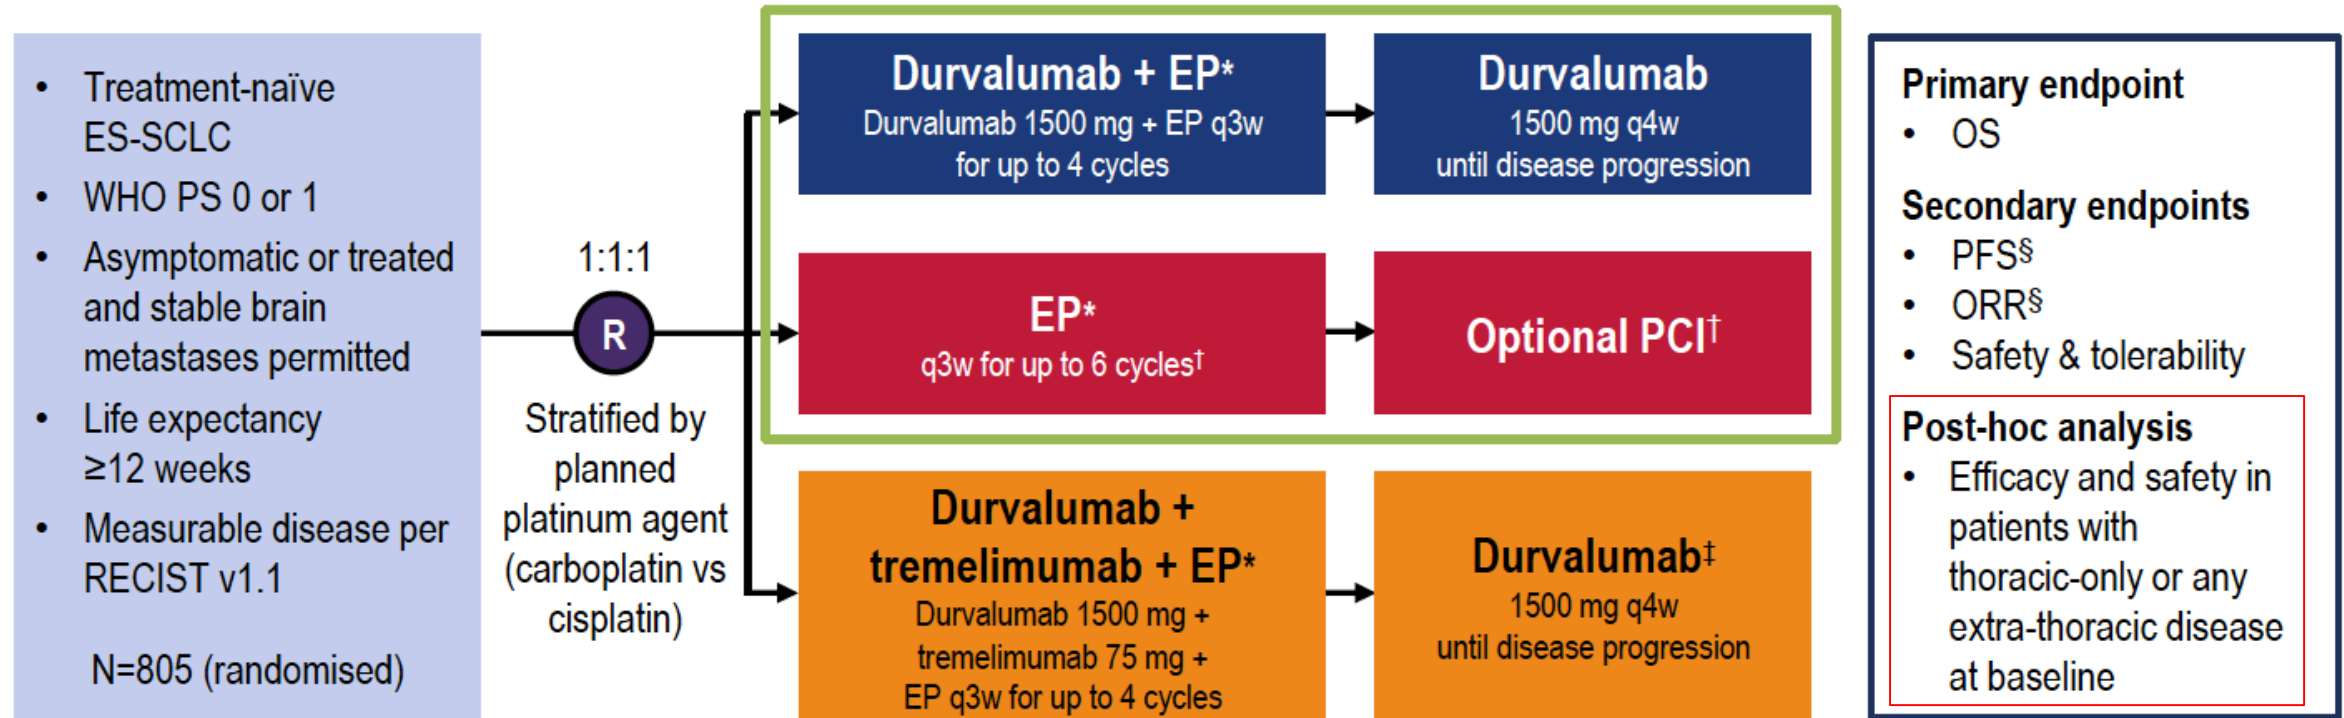 • Treatment-naïve
ES-SCLC
• WHO PS 0 or 1
• Asymptomatic or treated
and stable brain
metastases permitted
• Life expectancy
≥12 weeks
• Measurable disease per
RECIST v1.1
N=805 (randomised)
1:1:1
R
Stratified by
planned
platinum agent
(carboplatin vs
cisplatin)
Durvalumab + EP*
Durvalumab 1500 mg + EP q3w
for up to 4 cycles
Durvalumab
1500 mg q4w
until disease progression
EP*
q3w for up to 6 cycles†
Optional PCI†
Durvalumab +
tremelimumab + EP*
Durvalumab 1500 mg +
tremelimumab 75 mg +
EP q3w for up to 4 cycles
Durvalumab‡
1500 mg q4w
until disease progression
Primary endpoint
• OS
Secondary endpoints
• PFS§
• ORR§
• Safety & tolerability
Post-hoc analysis
• Efficacy and safety in
patients with
thoracic-only or any
extra-thoracic disease
at baseline